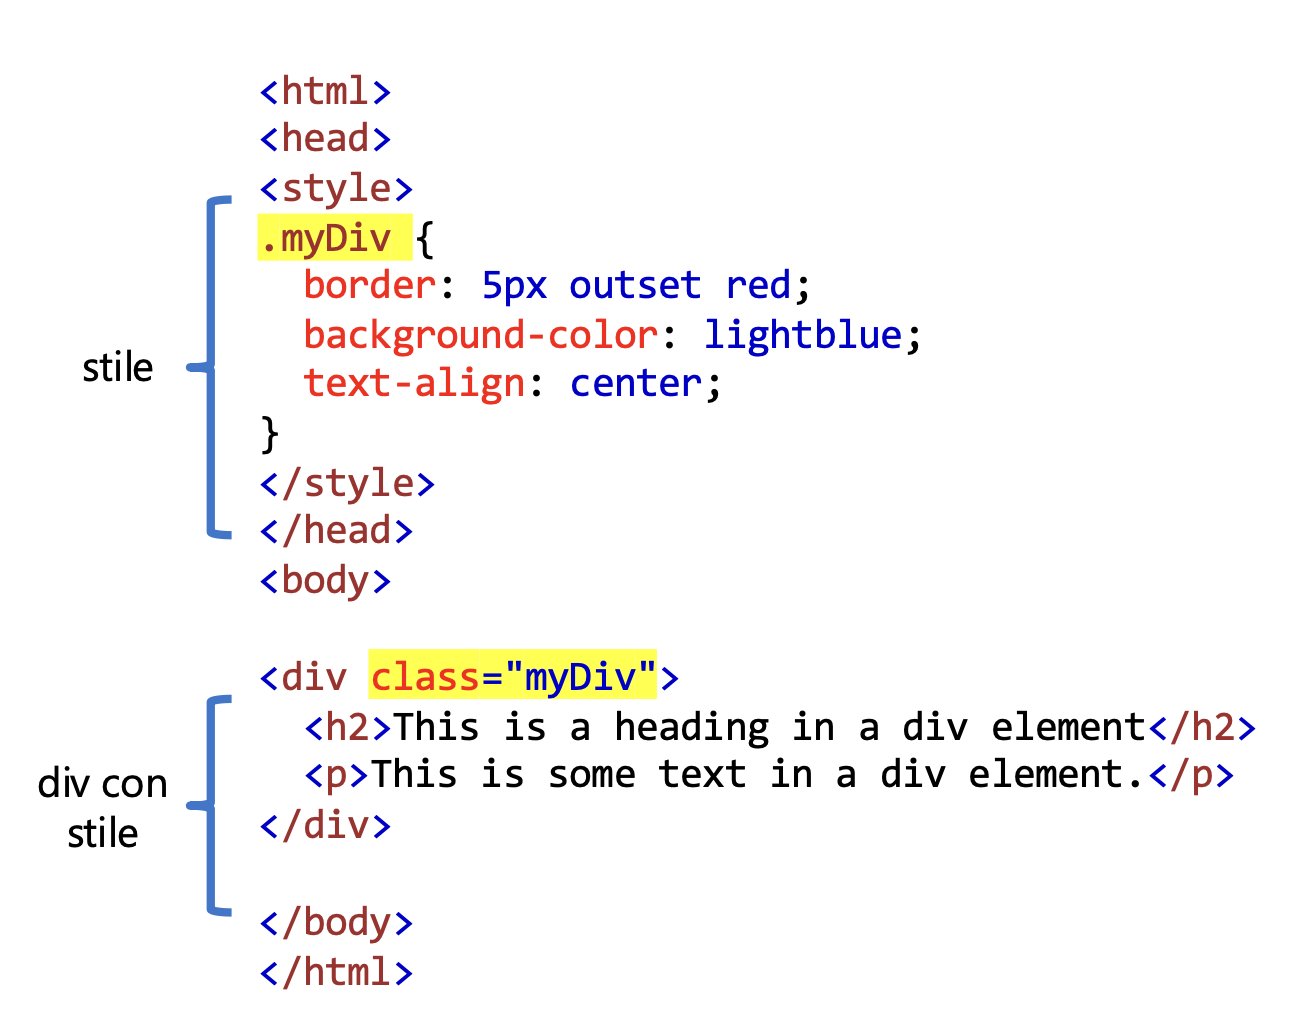 <html>
<head>
<style>
.myDiv {
  border: 5px outset red;
  background-color: lightblue;
  text-align: center;
}
</style>
</head>
<body>
stile
<div class="myDiv">
  <h2>This is a heading in a div element</h2>
  <p>This is some text in a div element.</p>
</div>
div con
stile
</body>
</html>